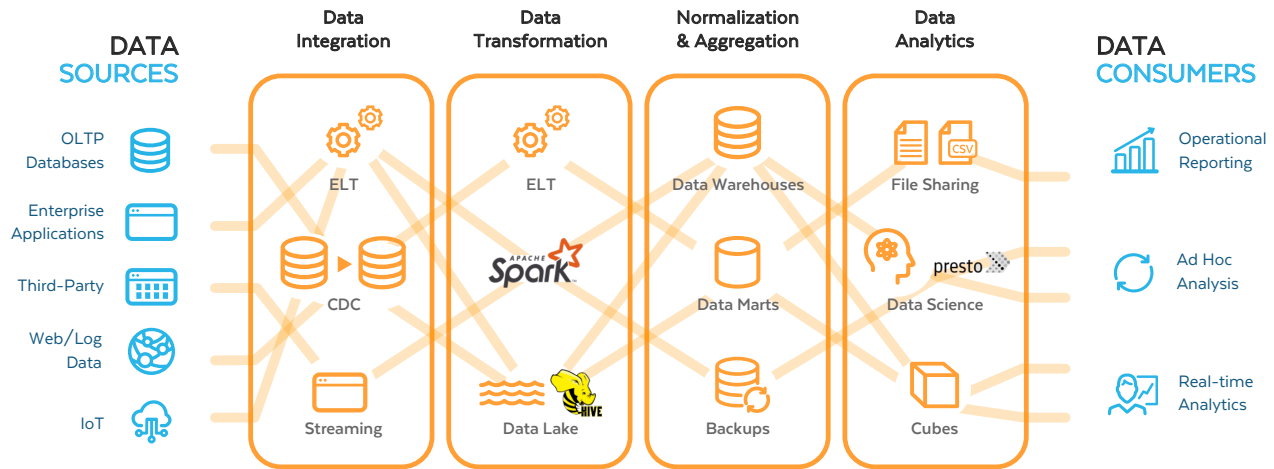 DATA
SOURCES
OLTP
Databases
Enterprise
Applications
Third-Party
Web/Log
Data
IoT
Data
Integration
ELT
CDC
Streaming
Data
Transformation
ELT
APACHE
Spark™
HIVE
Data Lake
Normalization
& Aggregation
Data Warehouses
Data Marts
Backups
Data
Analytics
CSV
File Sharing
presto
Data Science
Cubes
DATA
CONSUMERS
Operational
Reporting
Ad Hoc
Analysis
Real-time
Analytics